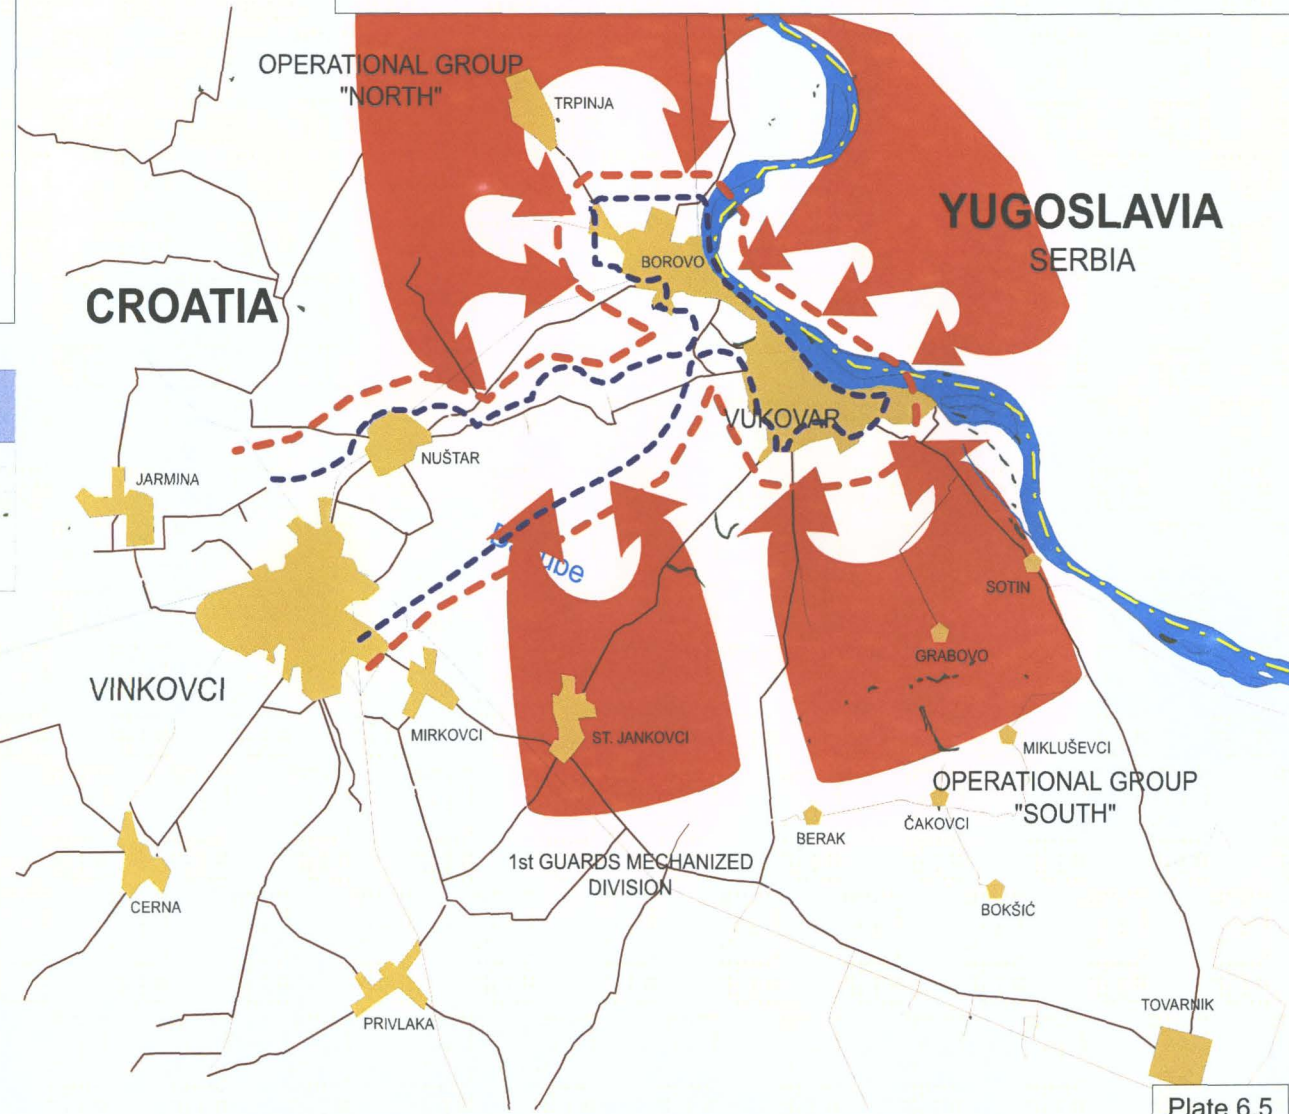 OPERATIONAL GROUP
"NORTH"
TRPINJA
YUGOSLAVIA
SERBIA
BOROVO
CROATIA
VUKOVAR
NUŠTAR
JARMINA
SOTIN
GRABOVO
VINKOVCI
MIRKOVCI
ST. JANKOVCI
MIKLUŠEVCI
OPERATIONAL GROUP
"SOUTH"
ČAKOVCI
BERAK
1st GUARDS MECHANIZED
DIVISION
CERNA
BOKŠIĆ
TOVARNIK
PRIVLAKA
Plate 6.5